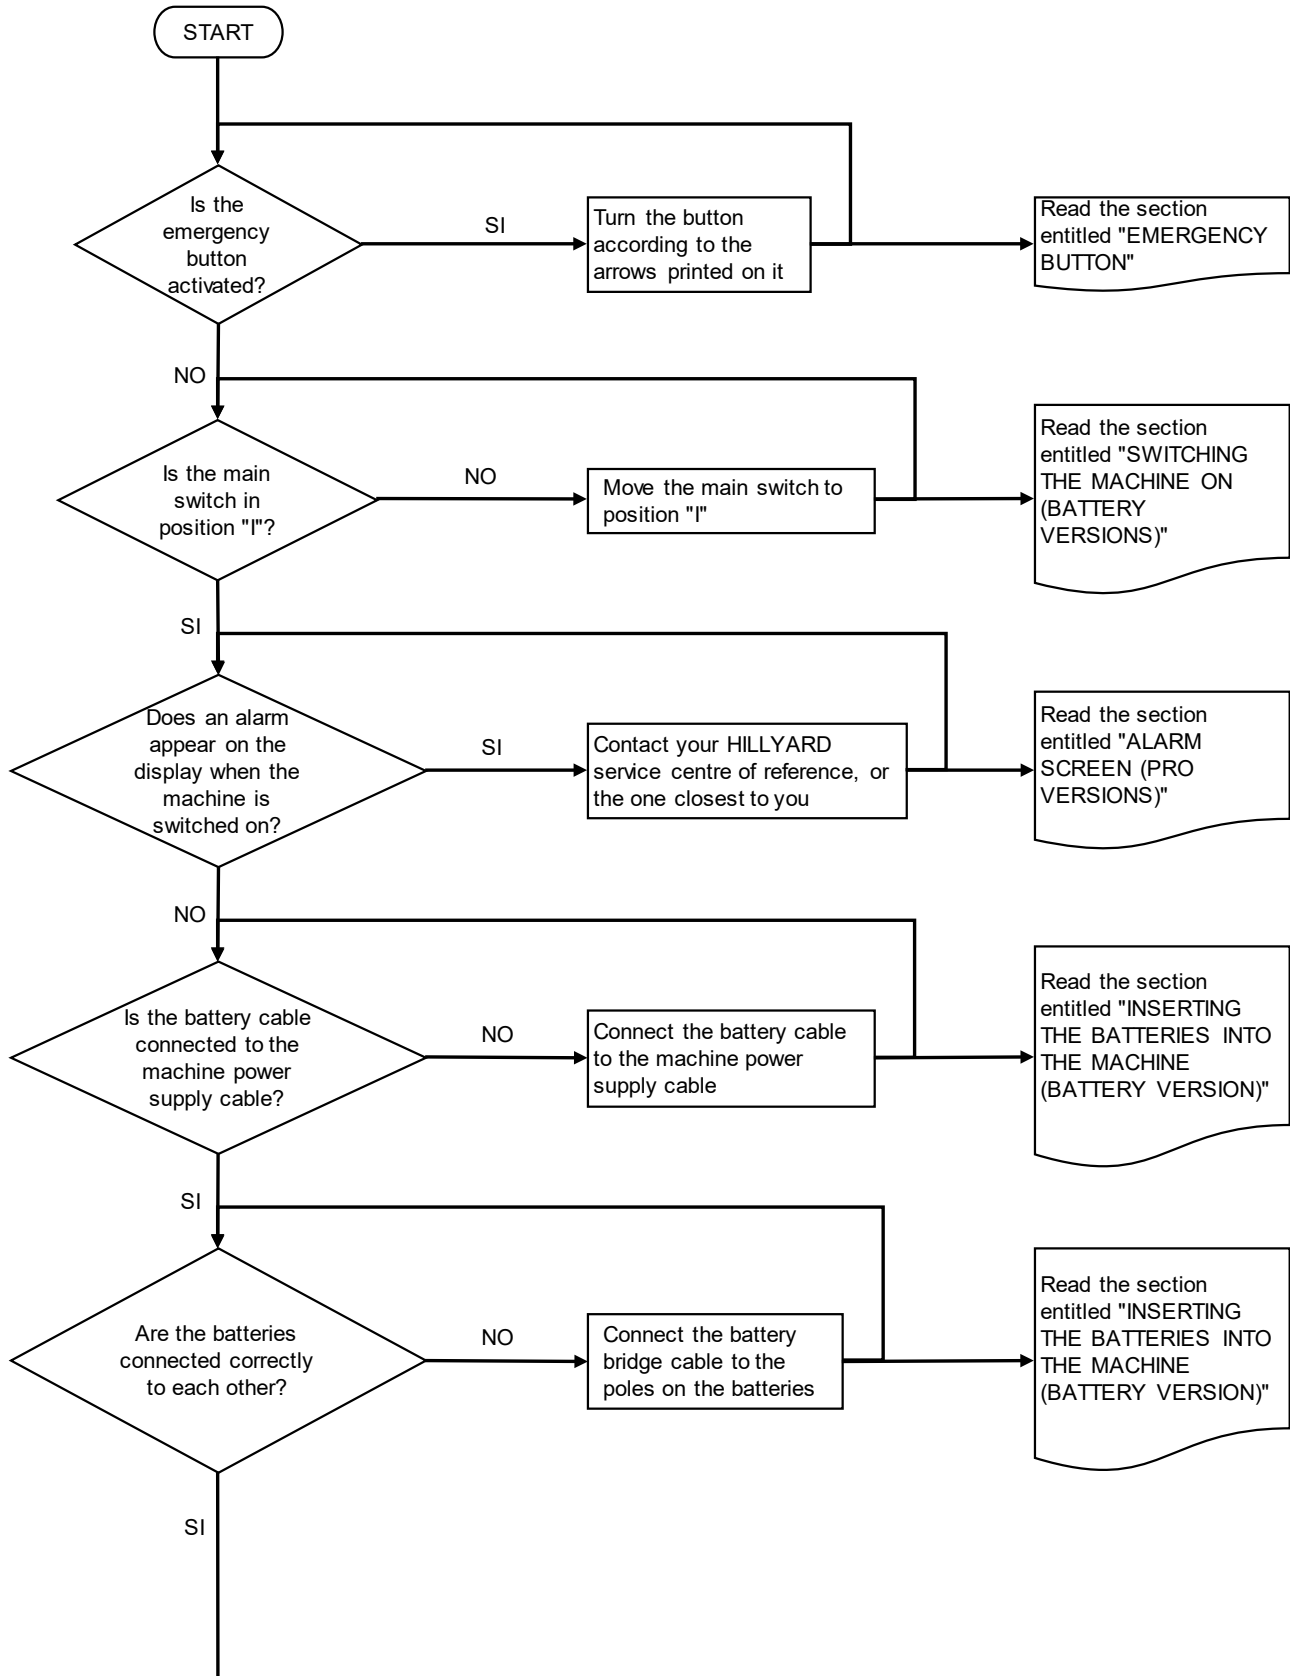 START
Is the
emergency
button
activated?
SI
Turn the button
according to the
arrows printed on it
Read the section
entitled "EMERGENCY
BUTTON"
NO
Is the main
switch in
position "I"?
NO
Move the main switch to
position "I"
Read the section
entitled "SWITCHING
THE MACHINE ON
(BATTERY
VERSIONS)"
SI
Does an alarm
appear on the
display when the
machine is
switched on?
SI
Contact your HILLYARD
service centre of reference, or
the one closest to you
Read the section
entitled "ALARM
SCREEN (PRO
VERSIONS)"
NO
Is the battery cable
connected to the
machine power
supply cable?
NO
Connect the battery cable
to the machine power
supply cable
Read the section
entitled "INSERTING
THE BATTERIES INTO
THE MACHINE
(BATTERY VERSION)"
SI
Are the batteries
connected correctly
to each other?
NO
Connect the battery
bridge cable to the
poles on the batteries
Read the section
entitled "INSERTING
THE BATTERIES INTO
THE MACHINE
(BATTERY VERSION)"
SI